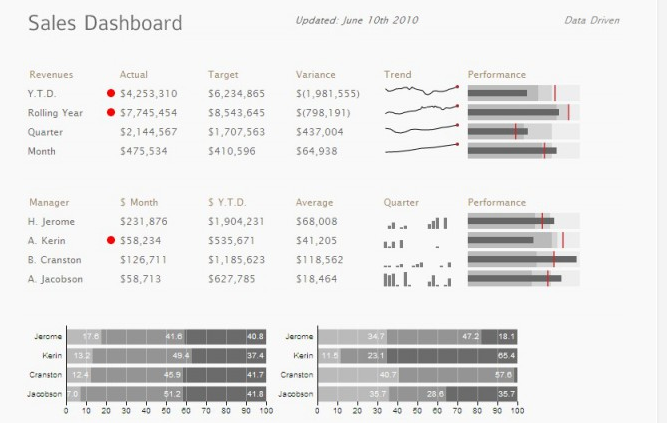 Sales Dashboard Updated: June 10th 2010 Data Driven
Revenues Actual Target Variance Trend Performance
Y.T.D. $4,253,310 $6,234,865 $(1,981,555)
Rolling Year $7,745,454 $8,543,645 $(798,191)
Quarter $2,144,567 $1,707,563 $437,004
Month $475,534 $410,596 $64,938
Manager $ Month $ Y.T.D. Average Quarter Performance
H. Jerome $231,876 $1,904,231 $68,008
A. Kerin $58,234 $535,671 $41,205
B. Cranston $126,711 $1,185,623 $118,562
A. Jacobson $58,713 $627,785 $18,464
Jerome 17.6 41.6 40.8 Jerome 34.7 47.2 18.1
Kerin 13.2 49.4 37.4 Kerin 11.5 23.1 65.4
Cranston 12.4 45.9 41.7 Cranston 40.7 57.6
Jacobson 7.0 51.2 41.8 Jacobson 35.7 28.6 35.7
0 10 20 30 40 50 60 70 80 90 100 0 10 20 30 40 50 60 70 80 90 100